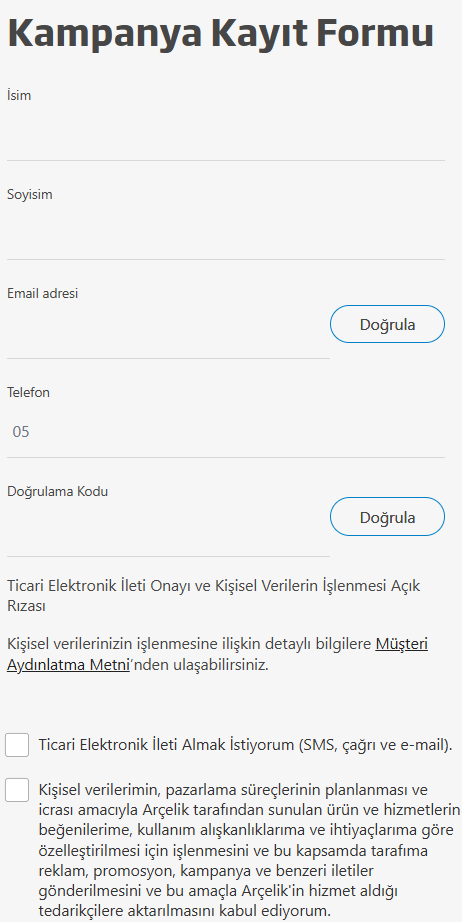 Kampanya Kayıt Formu
İsim
Soyisim
Email adresi
Doğrula
Telefon
05
Doğrulama Kodu
Doğrula
Ticari Elektronik İleti Onayı ve Kişisel Verilerin İşlenmesi Açık
Rızası
Kişisel verilerinizin işlenmesine ilişkin detaylı bilgilere Müşteri
Aydınlatma Metni’nden ulaşabilirsiniz.
Ticari Elektronik İleti Almak İstiyorum (SMS, çağrı ve e-mail).
Kişisel verilerimin, pazarlama süreçlerinin planlanması ve
icrası amacıyla Arçelik tarafından sunulan ürün ve hizmetlerin
beğenilerime, kullanım alışkanlıklarıma ve ihtiyaçlarıma göre
özelleştirilmesi için işlenmesini ve bu kapsamda tarafıma
reklam, promosyon, kampanya ve benzeri iletiler
gönderilmesini ve bu amaçla Arçelik'in hizmet aldığı
tedarikçilere aktarılmasını kabul ediyorum.